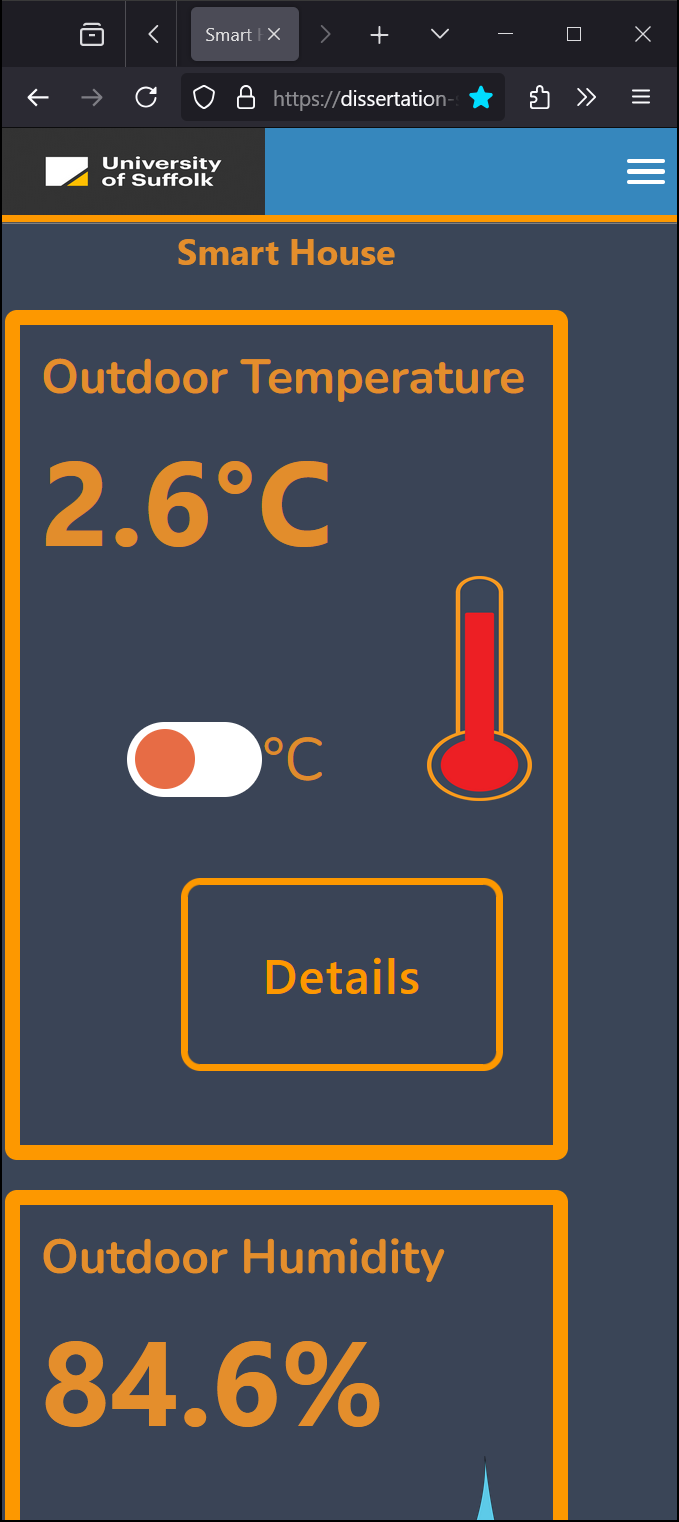 Smart H
https://dissertation-
University
of Suffolk
Smart House
Outdoor Temperature
2.6°C
°C
Details
Outdoor Humidity
84.6%